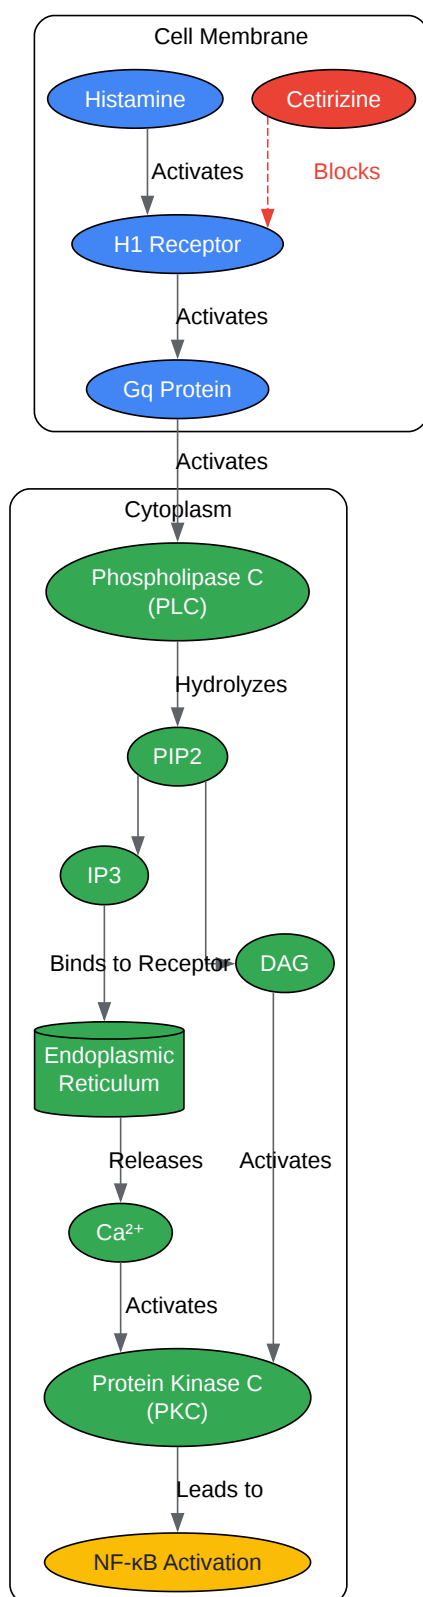 Cell Membrane
Histamine
Cetirizine
Activates
Blocks
H1 Receptor
Activates
Gq Protein
Activates
Cytoplasm
Phospholipase C
(PLC)
Hydrolyzes
PIP2
IP3
Binds to Receptor
DAG
Endoplasmic
Reticulum
Releases
Activates
Ca²⁺
Activates
Protein Kinase C
(PKC)
Leads to
NF-κB Activation